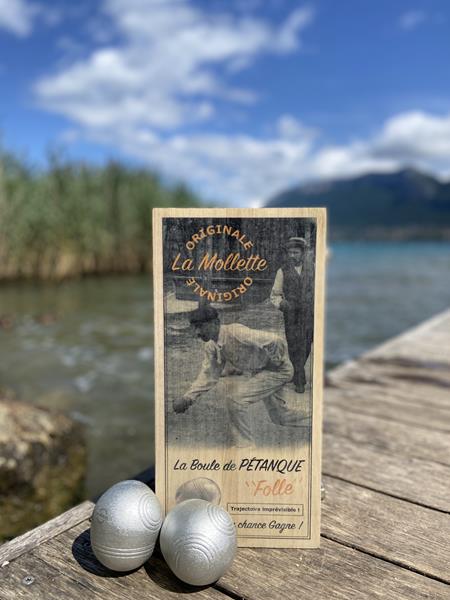 ORIGINALE
La Mollette
ORIGINALE
La Boule de PÉTANQUE
"Folle"
Trajectoire imprévisible !
chance Gagne !